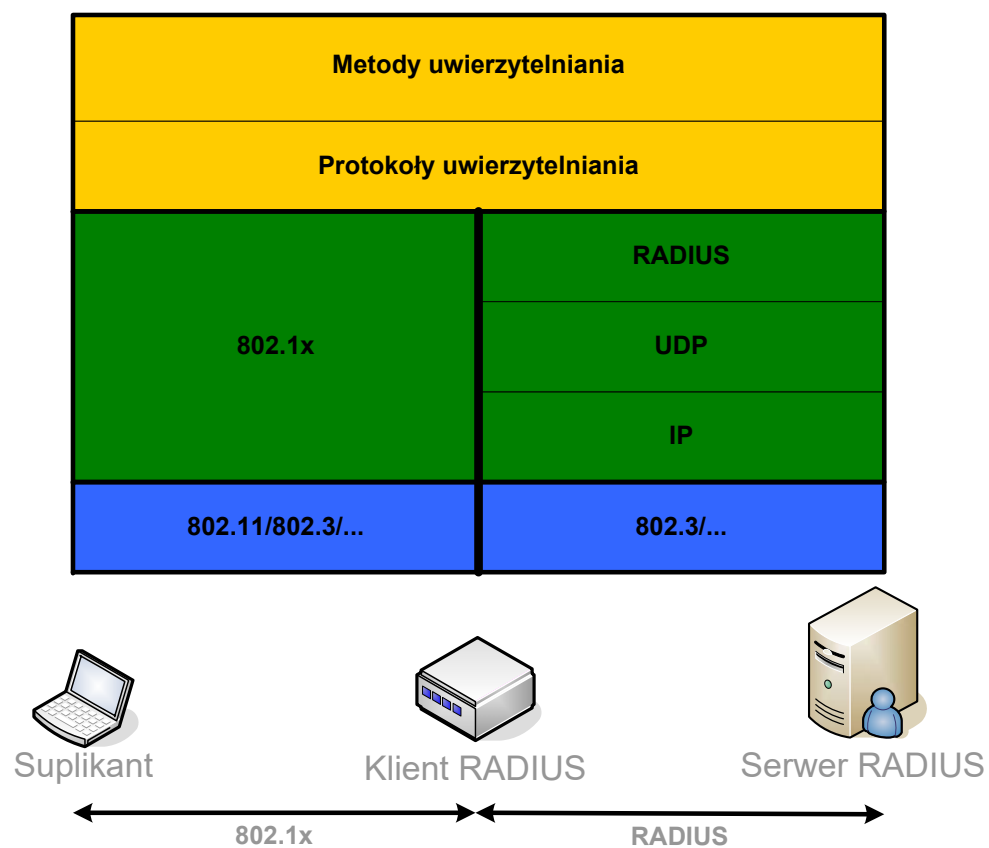 Metody uwierzytelniania
Protokoły uwierzytelniania
802.1x
RADIUS
UDP
IP
802.11/802.3/...
802.3/...
Suplikant
Klient RADIUS
Serwer RADIUS
802.1x
RADIUS